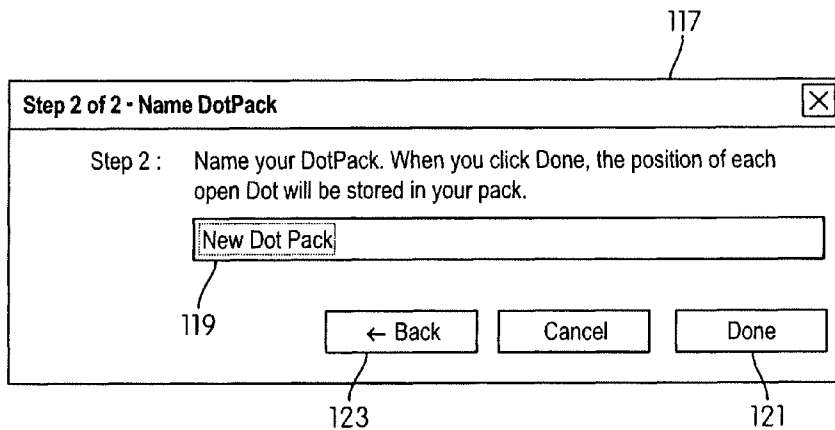 117
Step 2 of 2 - Name DotPack
Step 2 : Name your DotPack. When you click Done, the position of each
open Dot will be stored in your pack.
New Dot Pack
119
← Back Cancel Done
123 121